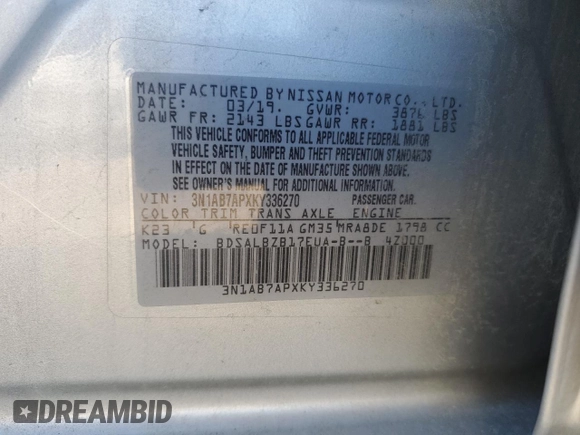 MANUFACTURED BY NISSAN MOTOR CO., LTD.
DATE: 03/19. GVWR: 3876 LBS
GAWR FR: 2143 LBS GAWR RR: 1881 LBS
THIS VEHICLE CONFORMS TO ALL APPLICABLE FEDERAL MOTOR
VEHICLE SAFETY, BUMPER AND THEFT PREVENTION STANDARDS
IN EFFECT ON THE DATE OF MANUFACTURE SHOWN ABOVE.
SEE OWNER'S MANUAL FOR ADDITIONAL INFORMATION.
VIN: 3N1AB7APXKY336270 PASSENGER CAR.
COLOR TRIM TRANS AXLE ENGINE
K23 G RE0F11A GM35 MRA8DE 1798 CC
MODEL: BDSALBZB17EUA-B--B 4Z000
3N1AB7APXKY336270
DREAMBID